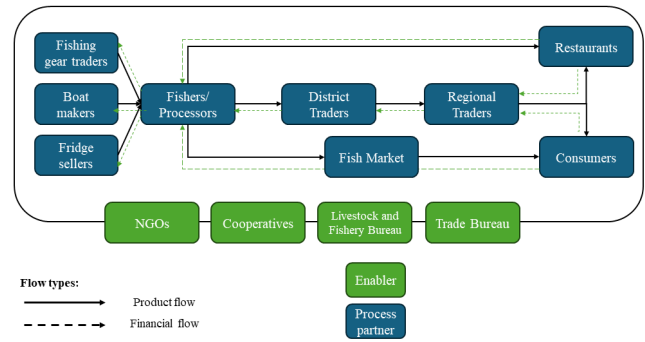 Fishing
gear traders
Restaurants
Boat
makers
Fishers/
Processors
District
Traders
Regional
Traders
Fridge
sellers
Fish Market
Consumers
NGOs
Cooperatives
Livestock and
Fishery Bureau
Trade Bureau
Flow types:
Product flow
Financial flow
Enabler
Process
partner